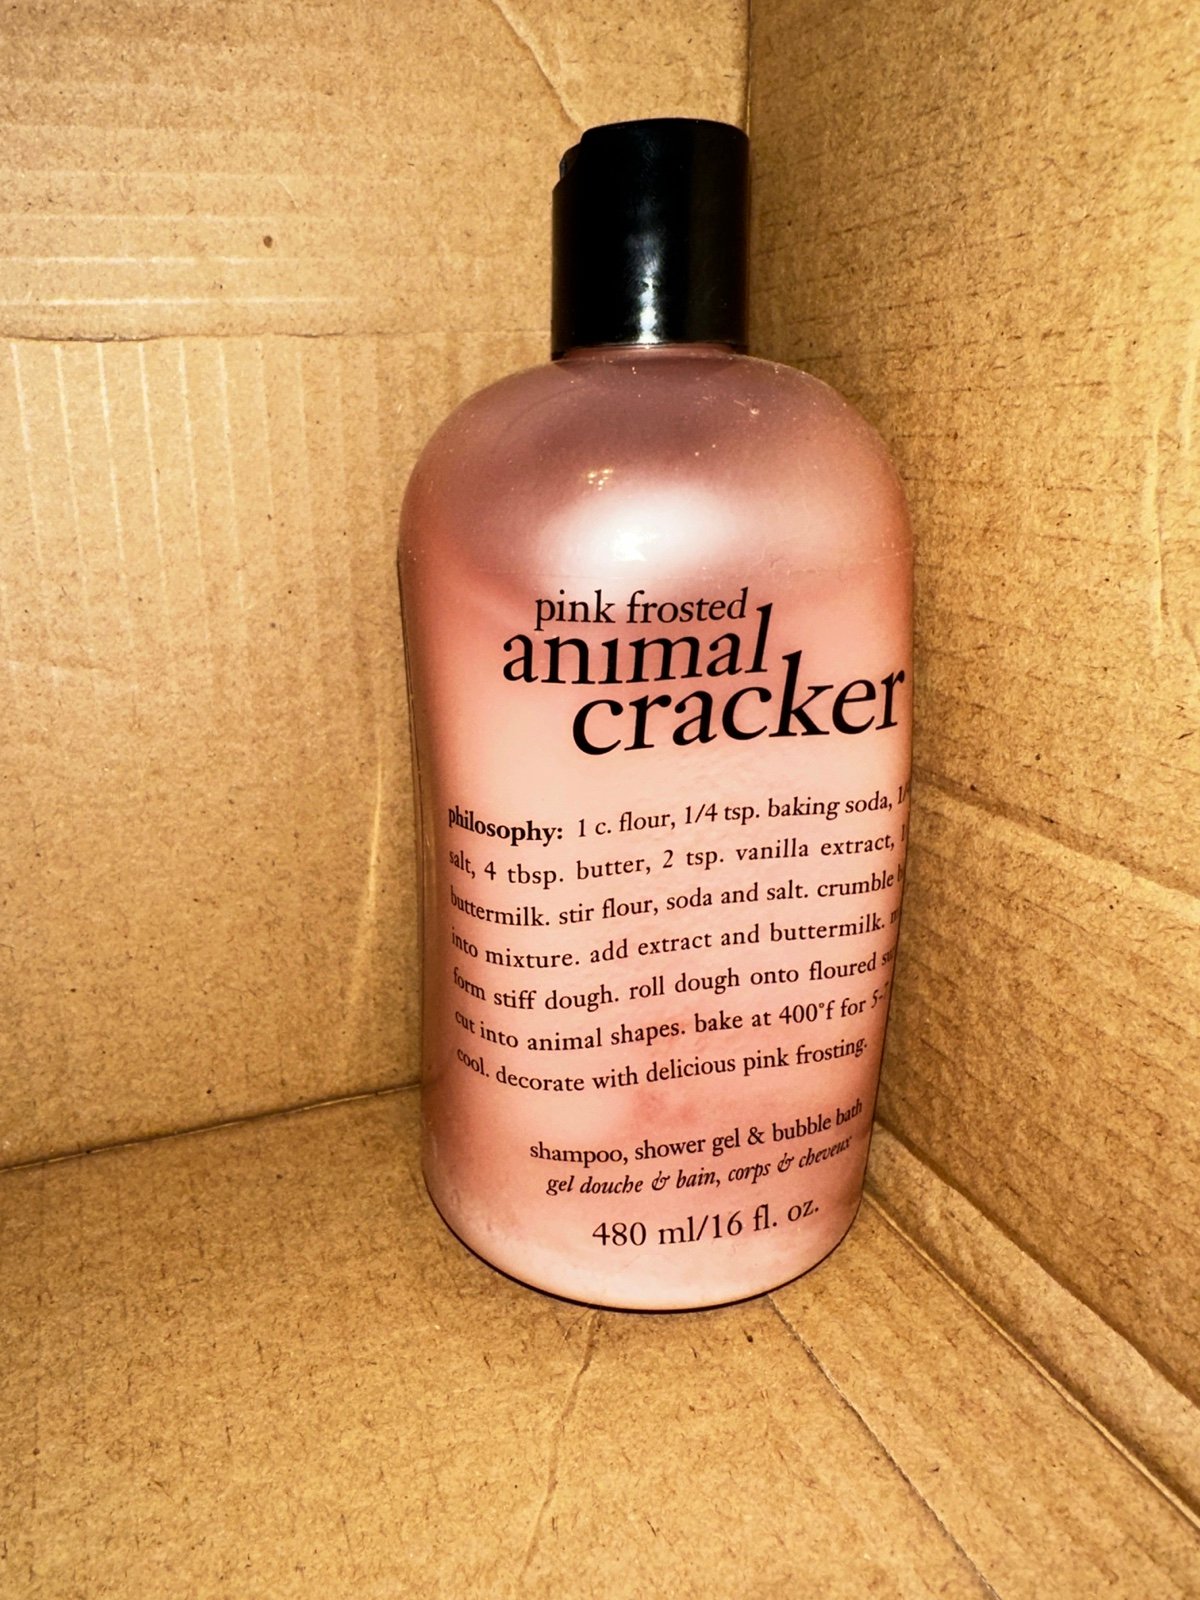 pink frosted
animal
cracker
philosophy: 1 c. flour, 1/4 tsp. baking soda,
salt, 4 tbsp. butter, 2 tsp. vanilla extract,
buttermilk. stir flour, soda and salt. crumble
into mixture. add extract and buttermilk.
form stiff dough. roll dough onto floured
cut into animal shapes. bake at 400°f for
cool. decorate with delicious pink frosting.
shampoo, shower gel & bubble bath
gel douche & bain, corps & cheveux
480 ml/16 fl. oz.